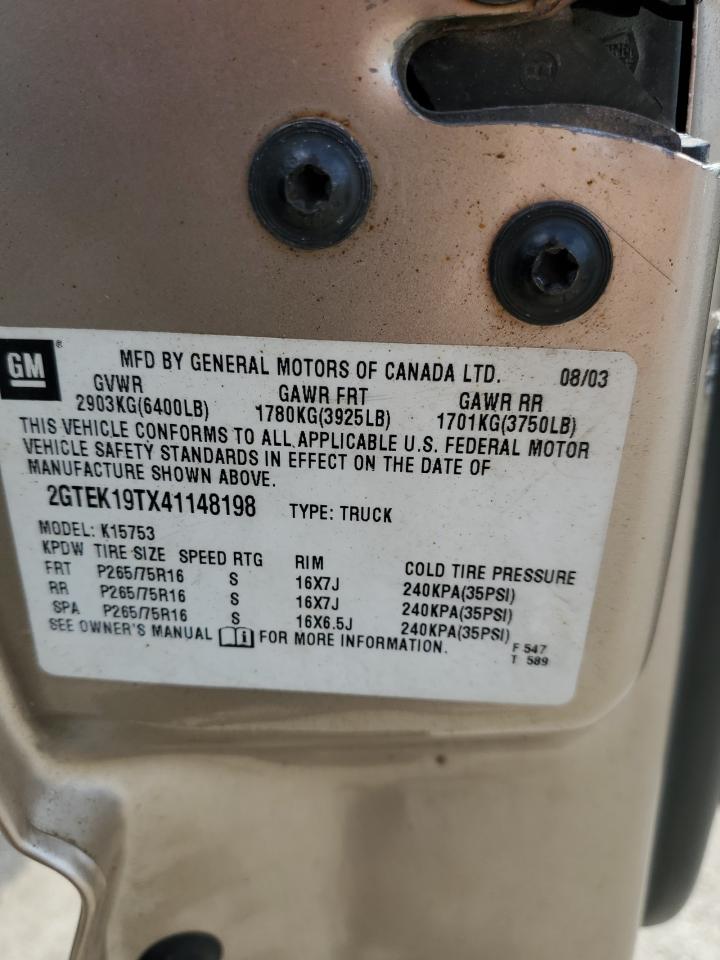 GM® MFD BY GENERAL MOTORS OF CANADA LTD. 08/03
GVWR GAWR FRT GAWR RR
2903KG(6400LB) 1780KG(3925LB) 1701KG(3750LB)
THIS VEHICLE CONFORMS TO ALL APPLICABLE U.S. FEDERAL MOTOR
VEHICLE SAFETY STANDARDS IN EFFECT ON THE DATE OF
MANUFACTURE SHOWN ABOVE.
2GTEK19TX41148198 TYPE: TRUCK
MODEL: K15753
KPDW TIRE SIZE SPEED RTG RIM COLD TIRE PRESSURE
FRT P265/75R16 S 16X7J 240KPA(35PSI)
RR P265/75R16 S 16X7J 240KPA(35PSI)
SPA P265/75R16 S 16X6.5J 240KPA(35PSI)
SEE OWNER'S MANUAL i FOR MORE INFORMATION. F 547
T 589